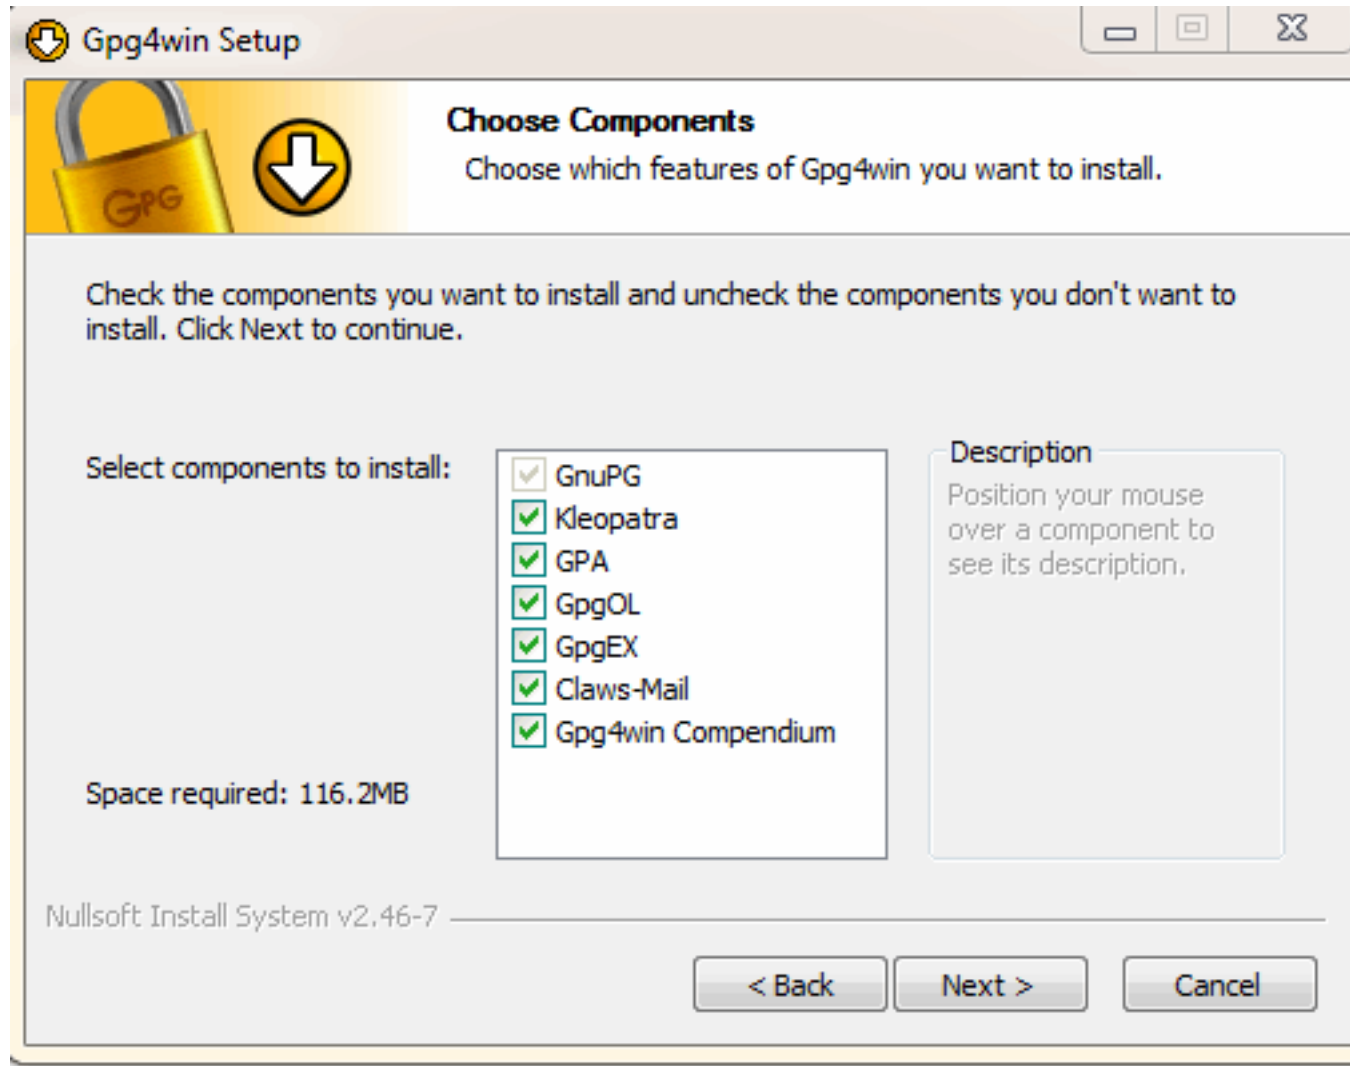 Gpg4win Setup
GPG
Choose Components
Choose which features of Gpg4win you want to install.
Check the components you want to install and uncheck the components you don't want to
install. Click Next to continue.
Select components to install:
GnuPG
Kleopatra
GPA
GpgOL
GpgEX
Claws-Mail
Gpg4win Compendium
Description
Position your mouse
over a component to
see its description.
Space required: 116.2MB
Nullsoft Install System v2.46-7
< Back
Next >
Cancel